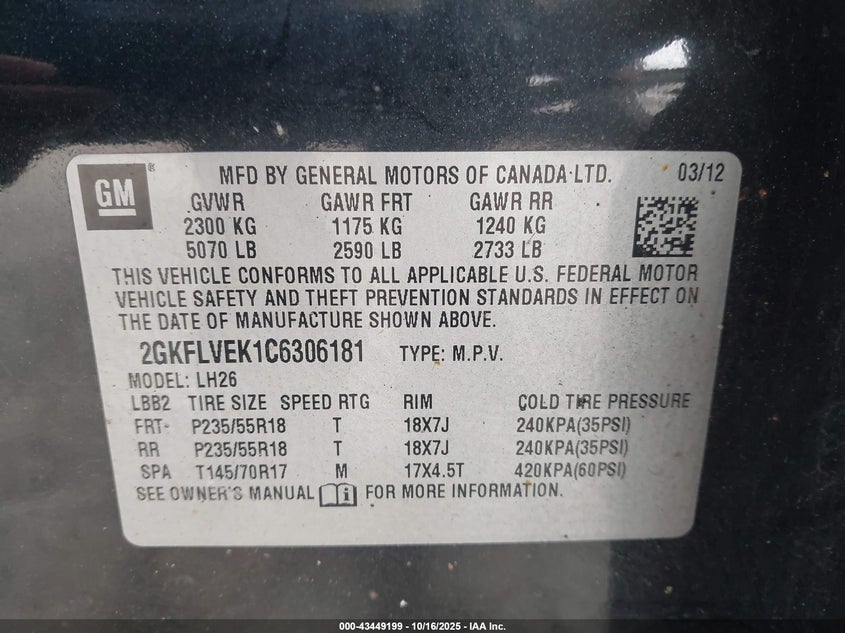 GM ® MFD BY GENERAL MOTORS OF CANADA LTD. 03/12
GVWR GAWR FRT GAWR RR
2300 KG 1175 KG 1240 KG
5070 LB 2590 LB 2733 LB
THIS VEHICLE CONFORMS TO ALL APPLICABLE U.S. FEDERAL MOTOR
VEHICLE SAFETY AND THEFT PREVENTION STANDARDS IN EFFECT ON
THE DATE OF MANUFACTURE SHOWN ABOVE.
2GKFLVEK1C6306181 TYPE: M.P.V.
MODEL: LH26
LBB2 TIRE SIZE SPEED RTG RIM COLD TIRE PRESSURE
FRT P235/55R18 T 18X7J 240KPA(35PSI)
RR P235/55R18 T 18X7J 240KPA(35PSI)
SPA T145/70R17 M 17X4.5T 420KPA(60PSI)
SEE OWNER'S MANUAL FOR MORE INFORMATION.
000-43449199 - 10/16/2025 - IAA Inc.